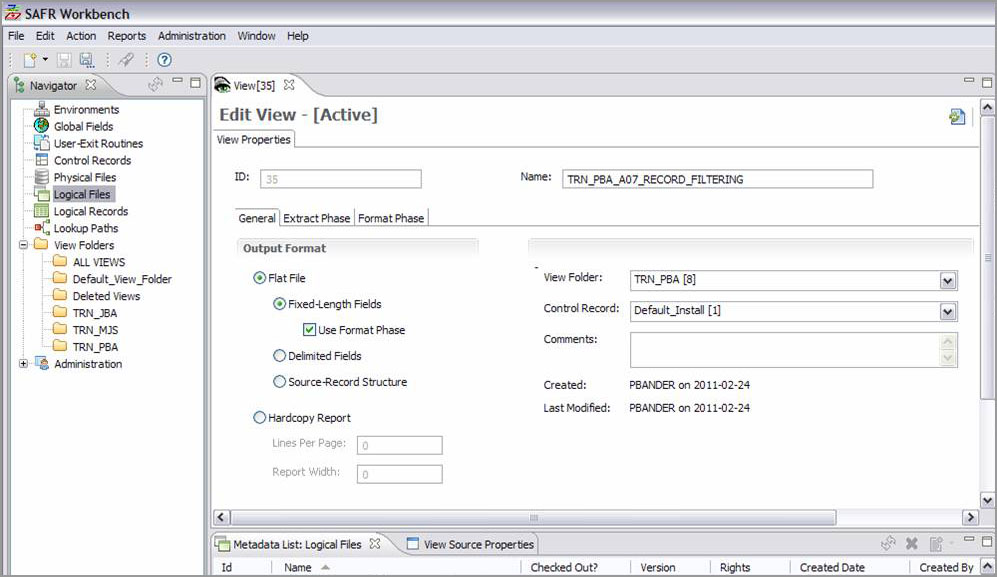 SAFR Workbench
File Edit Action Reports Administration Window Help
Navigator
Environments
Global Fields
User-Exit Routines
Control Records
Physical Files
Logical Files
Logical Records
Lookup Paths
View Folders
ALL VIEWS
Default_View_Folder
Deleted Views
TRN_JBA
TRN_MJS
TRN_PBA
Administration
View[35]
Edit View - [Active]
View Properties
ID: 35 Name: TRN_PBA_A07_RECORD_FILTERING
General Extract Phase Format Phase
Output Format
Flat File
Fixed-Length Fields
Use Format Phase
Delimited Fields
Source-Record Structure
Hardcopy Report
Lines Per Page: 0
Report Width: 0
View Folder: TRN_PBA [8]
Control Record: Default_Install [1]
Comments:
Created: PBANDER on 2011-02-24
Last Modified: PBANDER on 2011-02-24
Metadata List: Logical Files View Source Properties
Id Name Checked Out? Version Rights Created Date Created By